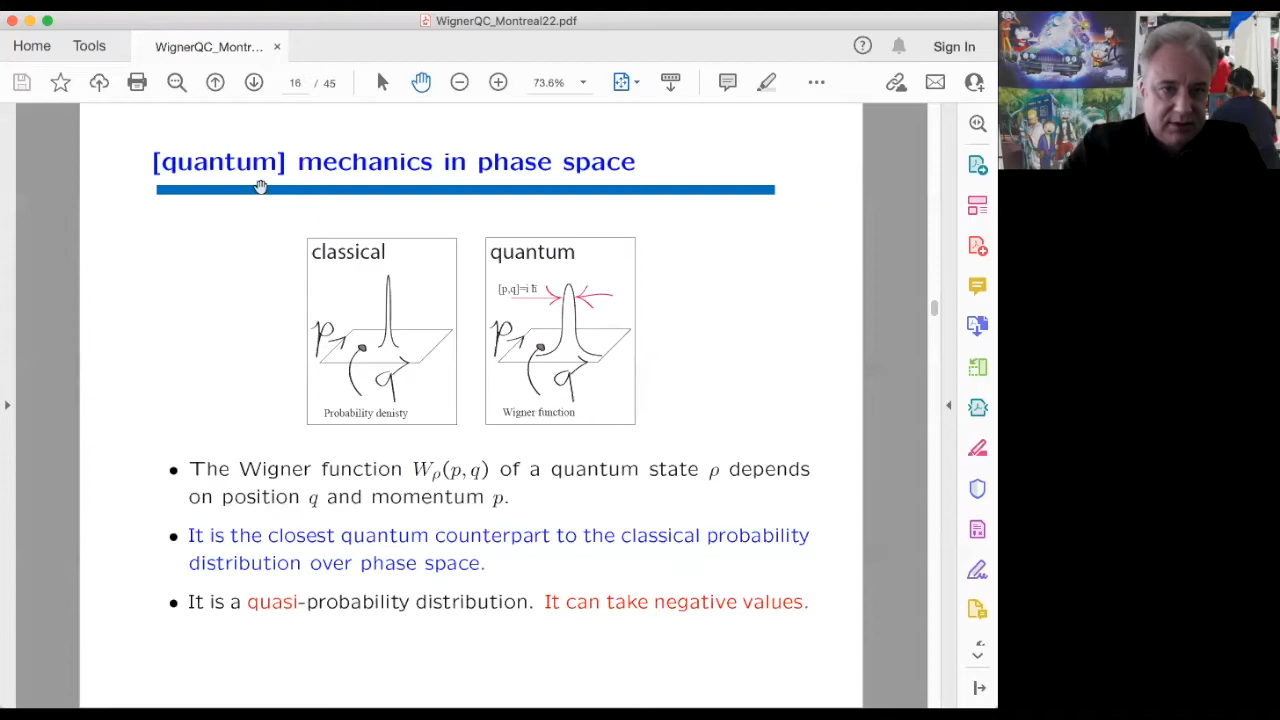 WignerQC_Montreal22.pdf
Home
Tools
WignerQC_Montr...
Sign In
16 / 45
73.6%
[quantum] mechanics in phase space
classical
p
q
Probability denisty
quantum
[p,q]=i ħ
p
q
Wigner function
• The Wigner function Wρ(p, q) of a quantum state ρ depends
on position q and momentum p.
• It is the closest quantum counterpart to the classical probability
distribution over phase space.
• It is a quasi-probability distribution. It can take negative values.